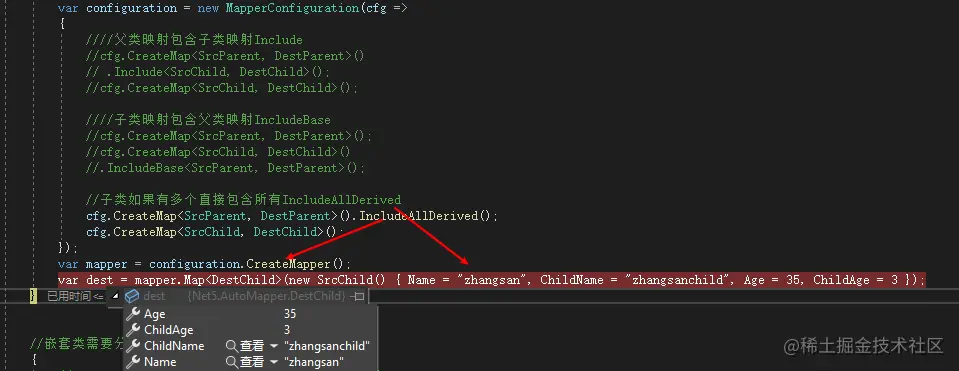 var configuration = new MapperConfiguration(cfg =>
{
////父类映射包含子类映射Include
//cfg.CreateMap<SrcParent, DestParent>()
// .Include<SrcChild, DestChild>();
//cfg.CreateMap<SrcChild, DestChild>();
////子类映射包含父类映射IncludeBase
//cfg.CreateMap<SrcParent, DestParent>();
//cfg.CreateMap<SrcChild, DestChild>()
//.IncludeBase<SrcParent, DestParent>();
//子类如果有多个直接包含所有IncludeAllDerived
cfg.CreateMap<SrcParent, DestParent>().IncludeAllDerived();
cfg.CreateMap<SrcChild, DestChild>();
});
var mapper = configuration.CreateMapper();
var dest = mapper.Map<DestChild>(new SrcChild() { Name = "zhangsan", ChildName = "zhangsanchild", Age = 35, ChildAge = 3 });
} 已用时间<= dest {Net5.AutoMapper.DestChild}
Age 35
ChildAge 3
ChildName 查看 "zhangsanchild"
Name 查看 "zhangsan"
//嵌套类需要分
{
@稀土掘金技术社区